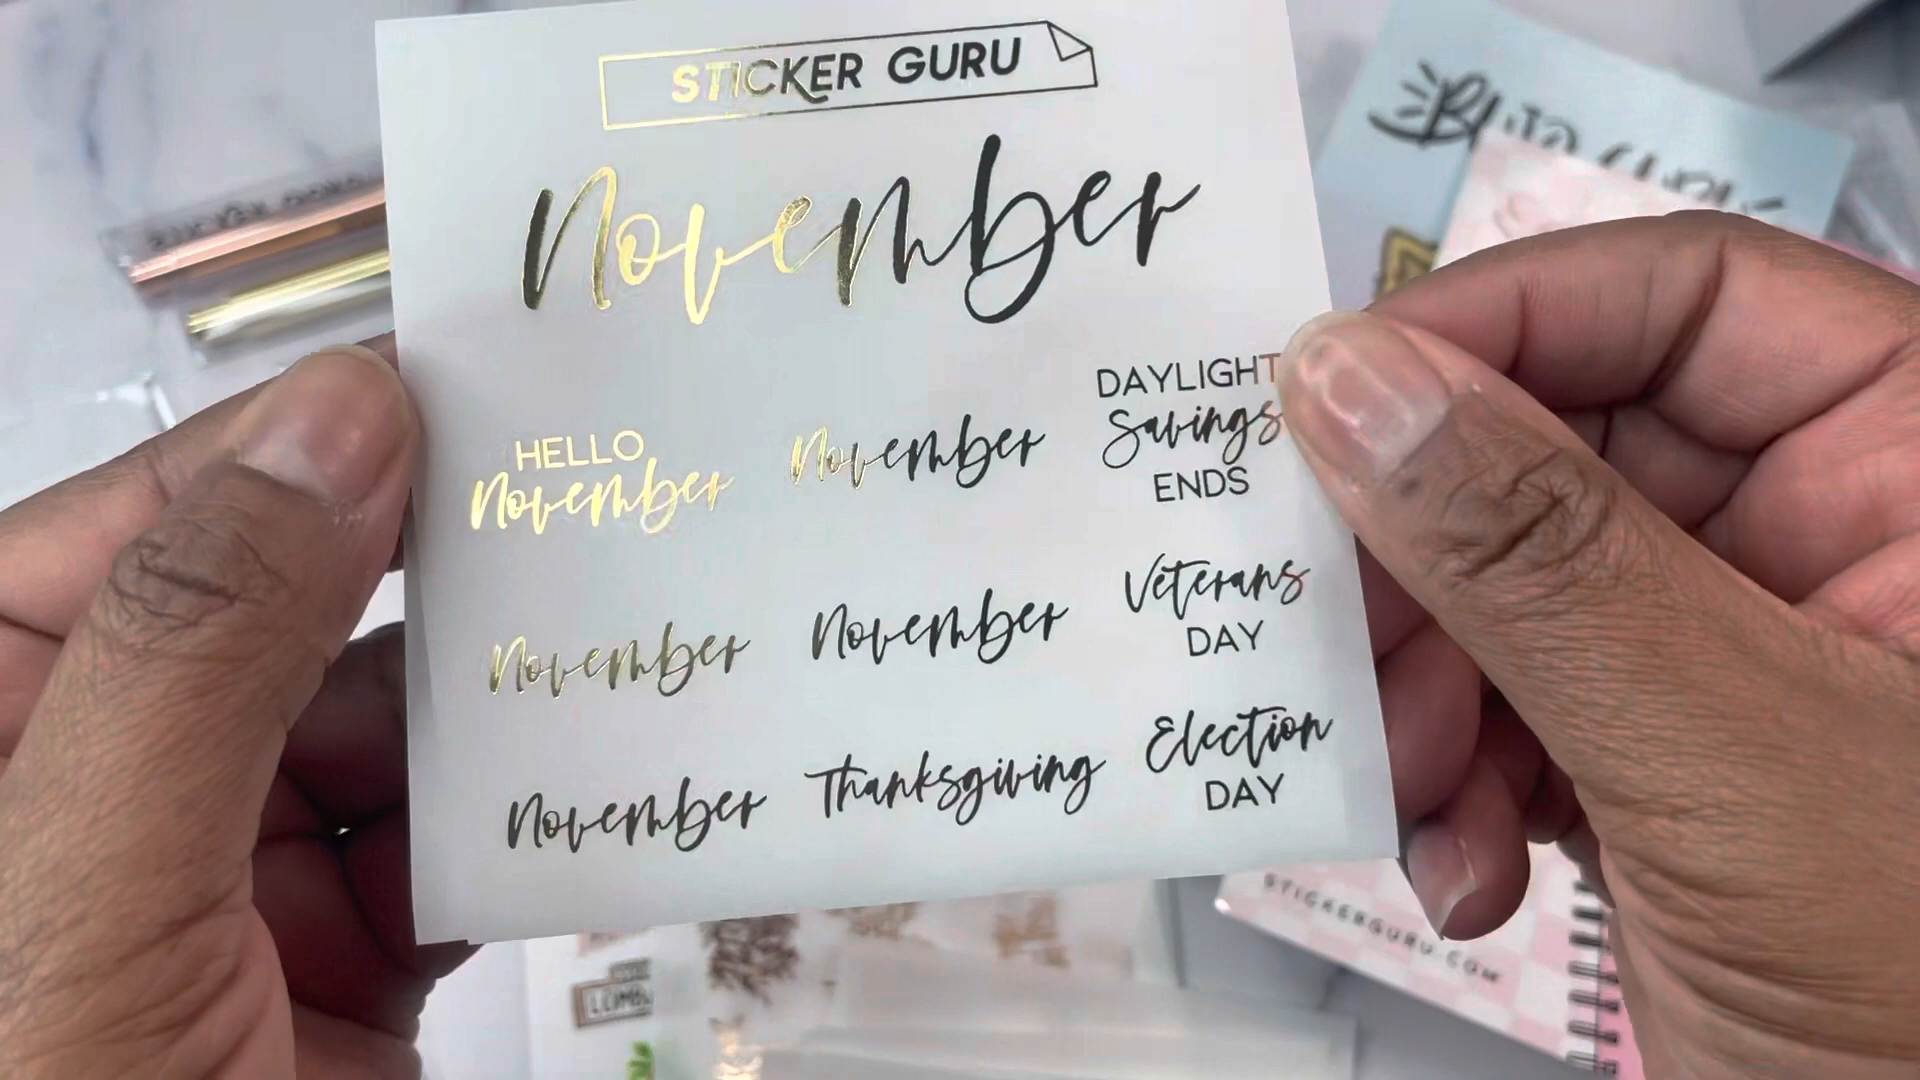 STICKER GURU
November
HELLO
November
November
DAYLIGHT
Savings
ENDS
November
November
Veterans
DAY
November
Thanksgiving
Election
DAY
STICKERGURU.COM